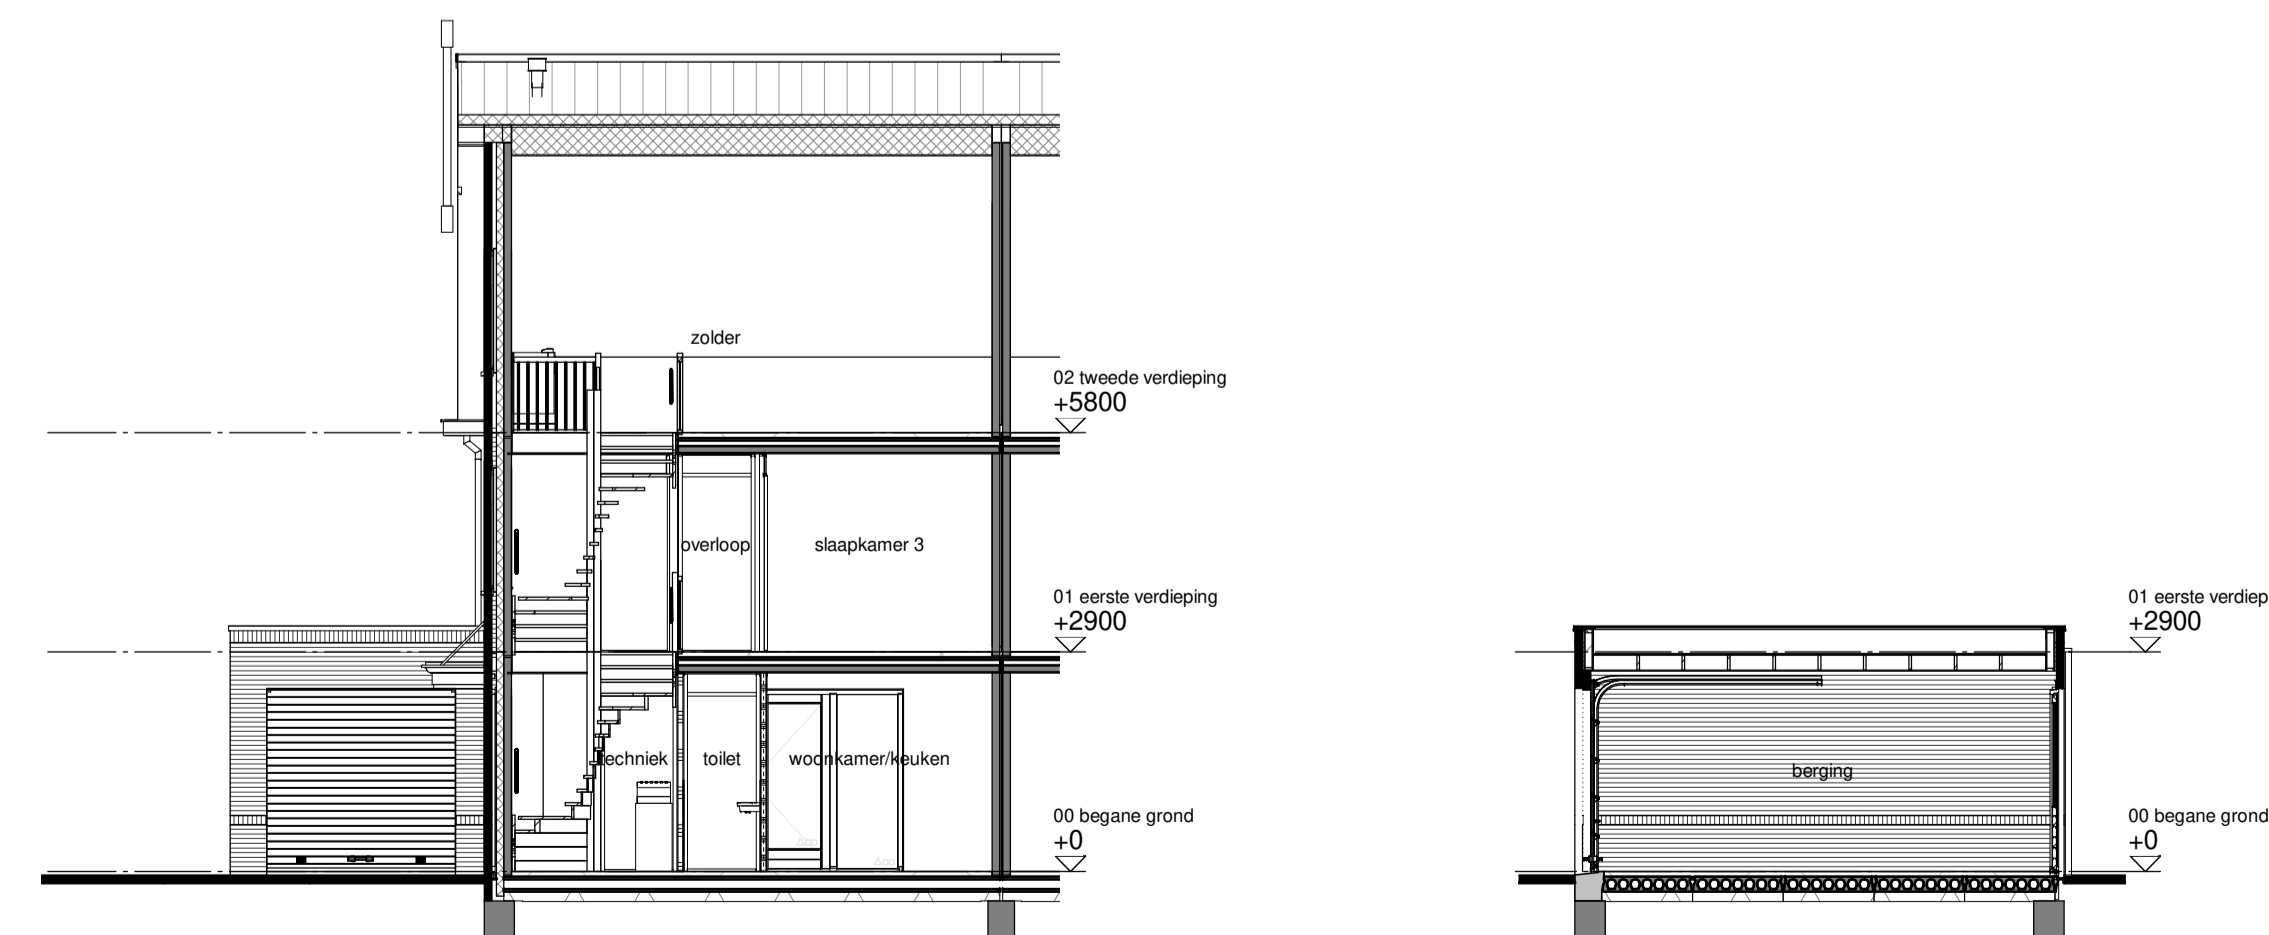 zolder
02 tweede verdieping
+5800
overloop
slaapkamer 3
01 eerste verdieping
+2900
01 eerste verdiep
+2900
techniek
toilet
woonkamer/keuken
berging
00 begane grond
+0
00 begane grond
+0